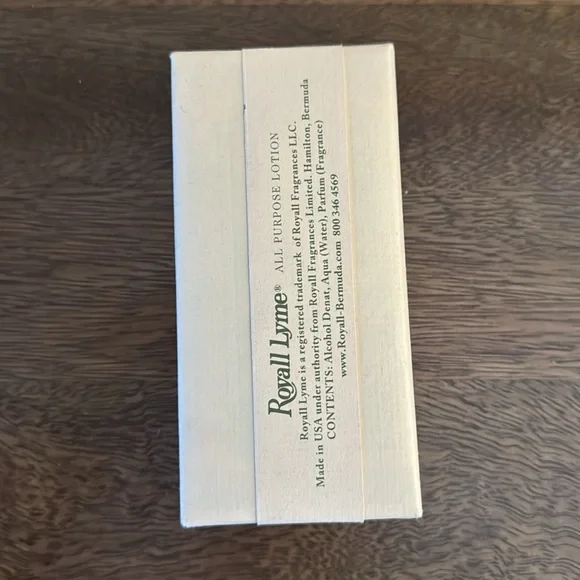 Royall Lyme® ALL PURPOSE LOTION
Royall Lyme is a registered trademark of Royall Fragrances LLC.
Made in USA under authority from Royall Fragrances Limited. Hamilton, Bermuda
CONTENTS: Alcohol Denat, Aqua (Water), Parfum (Fragrance)
www.Royall-Bermuda.com 800 346 4569